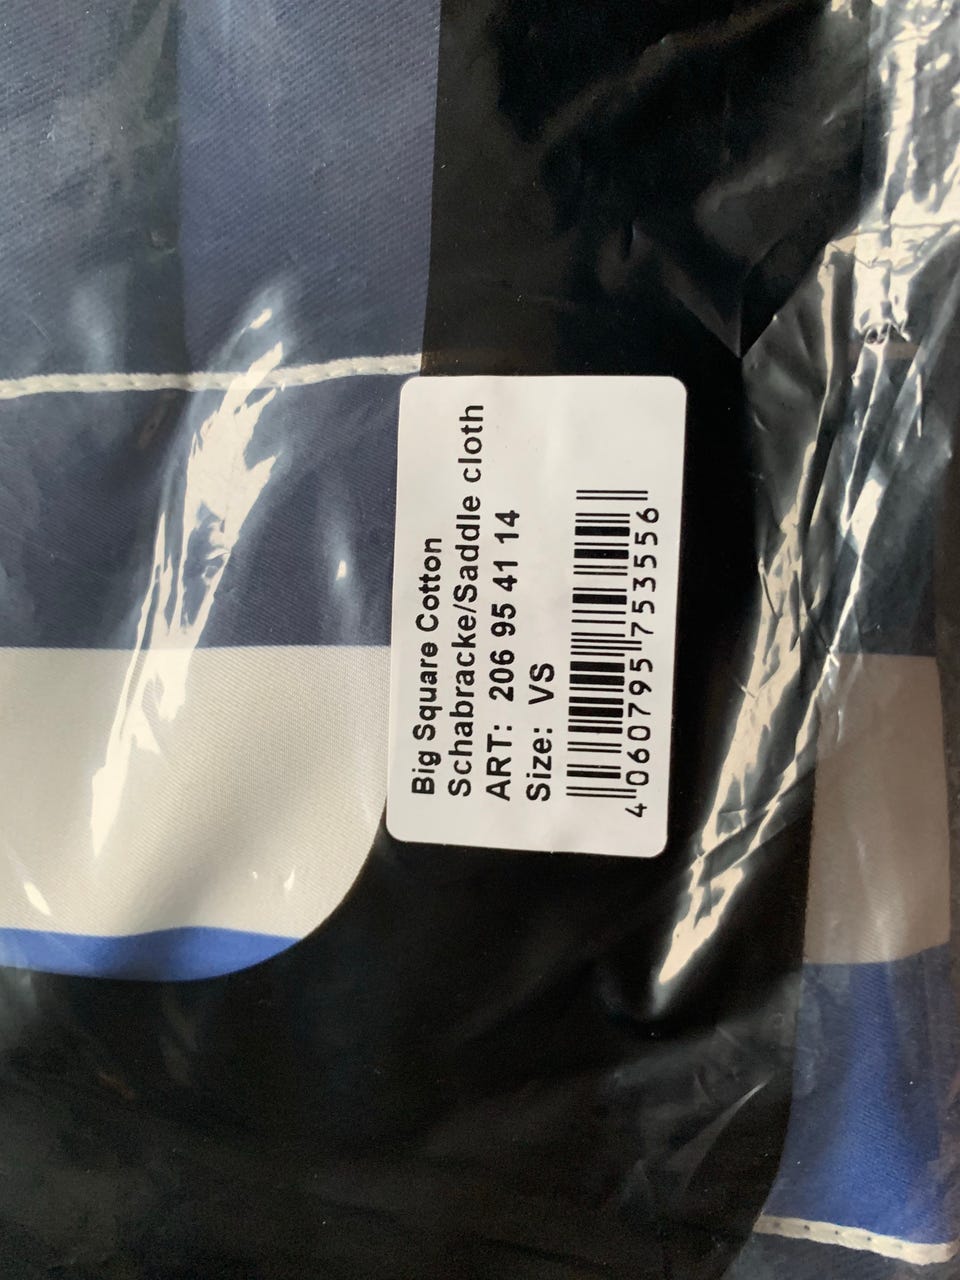 Big Square Cotton
Schabracke/Saddle cloth
ART: 206 95 41 14
Size: VS
4 060795 753556